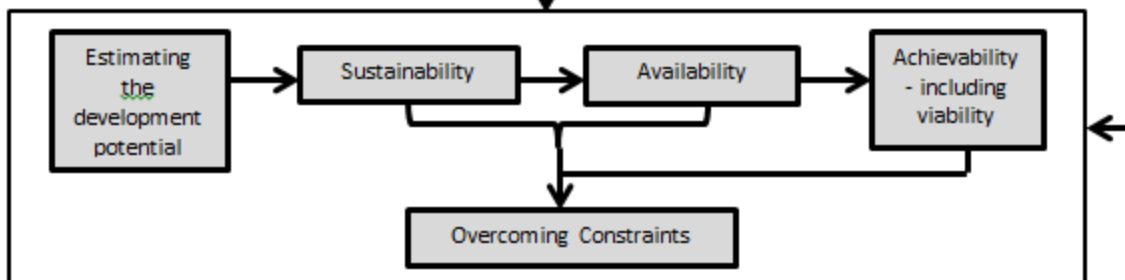 Estimating
the
development
potential
Sustainability
Availability
Achievability
- including
viability
Overcoming Constraints